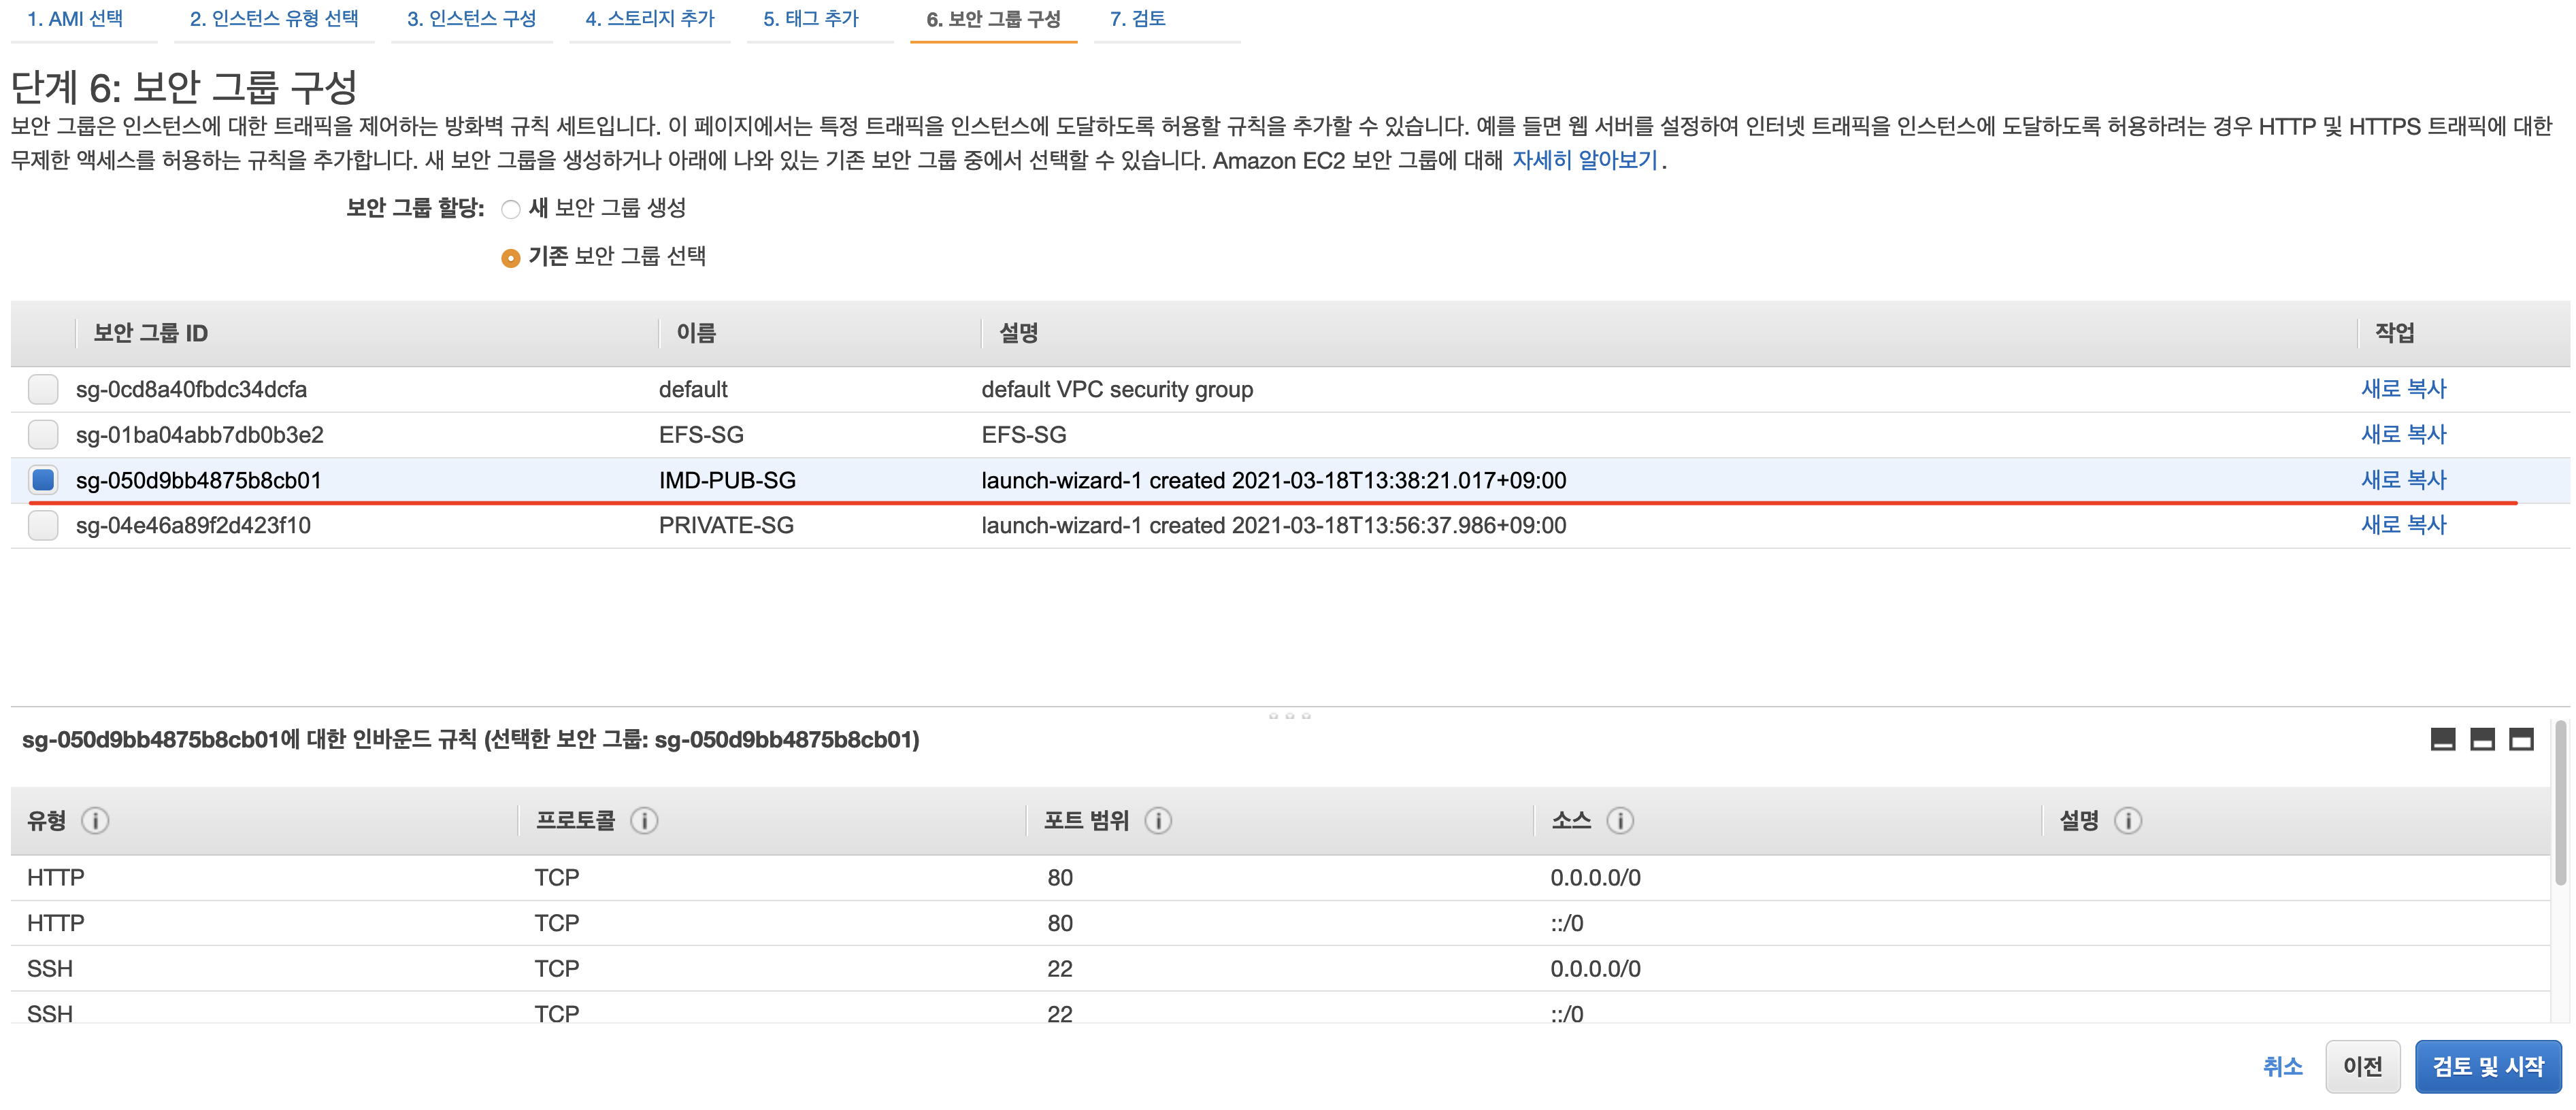 1. AMI 선택 2. 인스턴스 유형 선택 3. 인스턴스 구성 4. 스토리지 추가 5. 태그 추가 6. 보안 그룹 구성 7. 검토
단계 6: 보안 그룹 구성
보안 그룹은 인스턴스에 대한 트래픽을 제어하는 방화벽 규칙 세트입니다. 이 페이지에서는 특정 트래픽을 인스턴스에 도달하도록 허용할 규칙을 추가할 수 있습니다. 예를 들면 웹 서버를 설정하여 인터넷 트래픽을 인스턴스에 도달하도록 허용하려는 경우 HTTP 및 HTTPS 트래픽에 대한
무제한 액세스를 허용하는 규칙을 추가합니다. 새 보안 그룹을 생성하거나 아래에 나와 있는 기존 보안 그룹 중에서 선택할 수 있습니다. Amazon EC2 보안 그룹에 대해 자세히 알아보기.
보안 그룹 할당: 새 보안 그룹 생성
기존 보안 그룹 선택
보안 그룹 ID 이름 설명 작업
sg-0cd8a40fbdc34dcfa default default VPC security group 새로 복사
sg-01ba04abb7db0b3e2 EFS-SG EFS-SG 새로 복사
sg-050d9bb4875b8cb01 IMD-PUB-SG launch-wizard-1 created 2021-03-18T13:38:21.017+09:00 새로 복사
sg-04e46a89f2d423f10 PRIVATE-SG launch-wizard-1 created 2021-03-18T13:56:37.986+09:00 새로 복사
sg-050d9bb4875b8cb01에 대한 인바운드 규칙 (선택한 보안 그룹: sg-050d9bb4875b8cb01)
유형 프로토콜 포트 범위 소스 설명
HTTP TCP 80 0.0.0.0/0
HTTP TCP 80 ::/0
SSH TCP 22 0.0.0.0/0
SSH TCP 22 ::/0
취소 이전 검토 및 시작